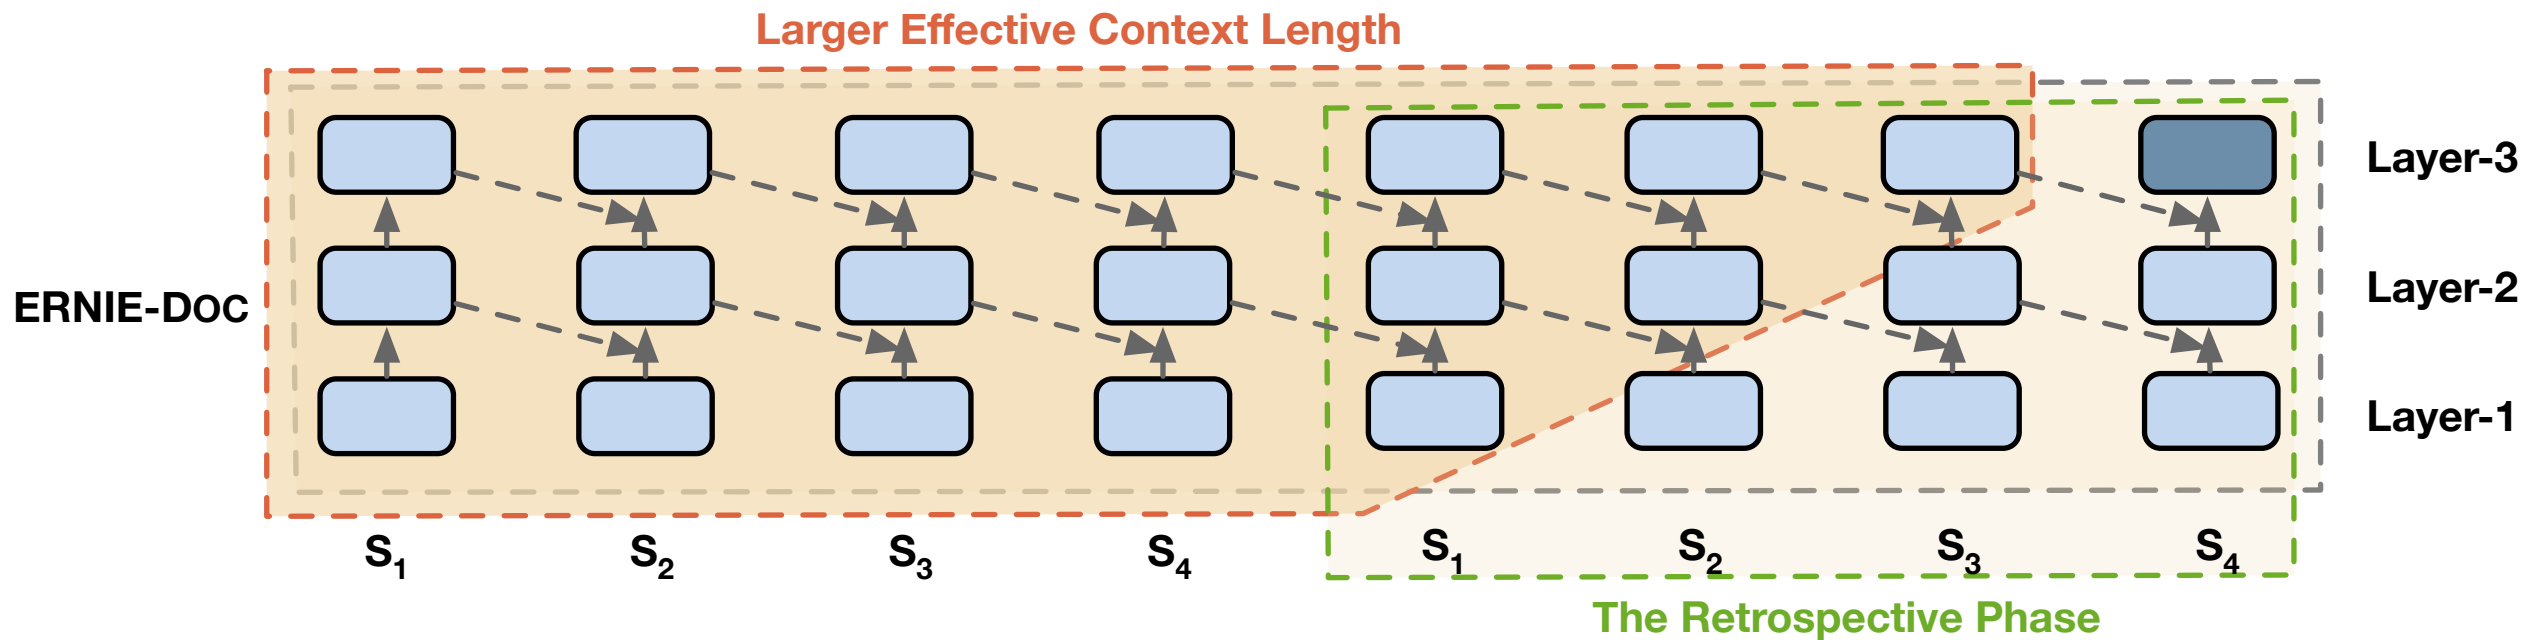 Larger Effective Context Length
Layer-3
Layer-2
ERNIE-DOC
Layer-1
S1 S2 S3 S4 S1 S2 S3 S4
The Retrospective Phase